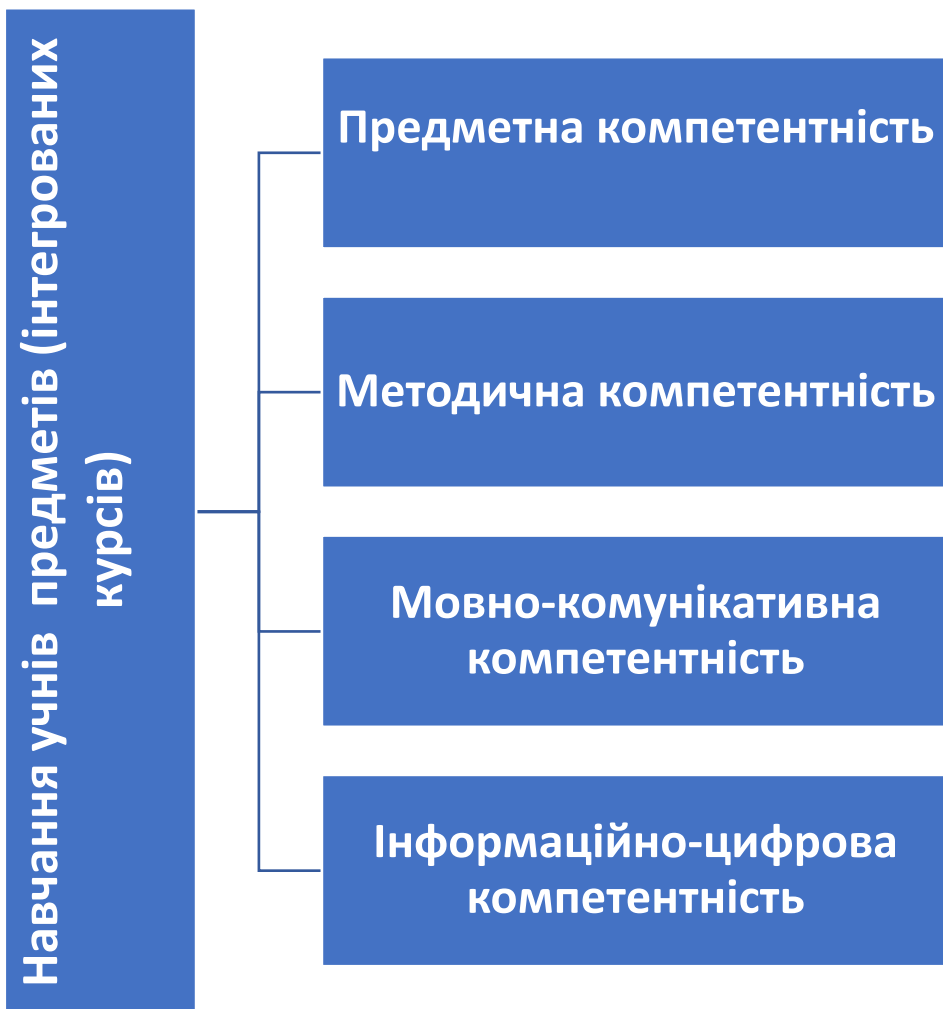 Навчання учнів предметів (інтегрованих
курсів)
Предметна компетентність
Методична компетентність
Мовно-комунікативна
компетентність
Інформаційно-цифрова
компетентність